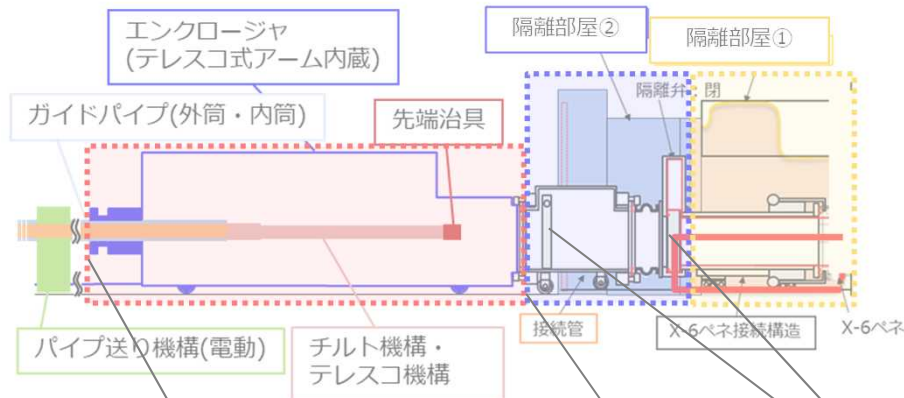 エンクロージャ
(テレスコ式アーム内蔵)
隔離部屋②
隔離部屋①
ガイドパイプ(外筒・内筒)
先端治具
隔離弁:閉
パイプ送り機構(電動)
チルト機構・
テレスコ機構
接続管
X-6ペネ接続構造
X-6ペネ